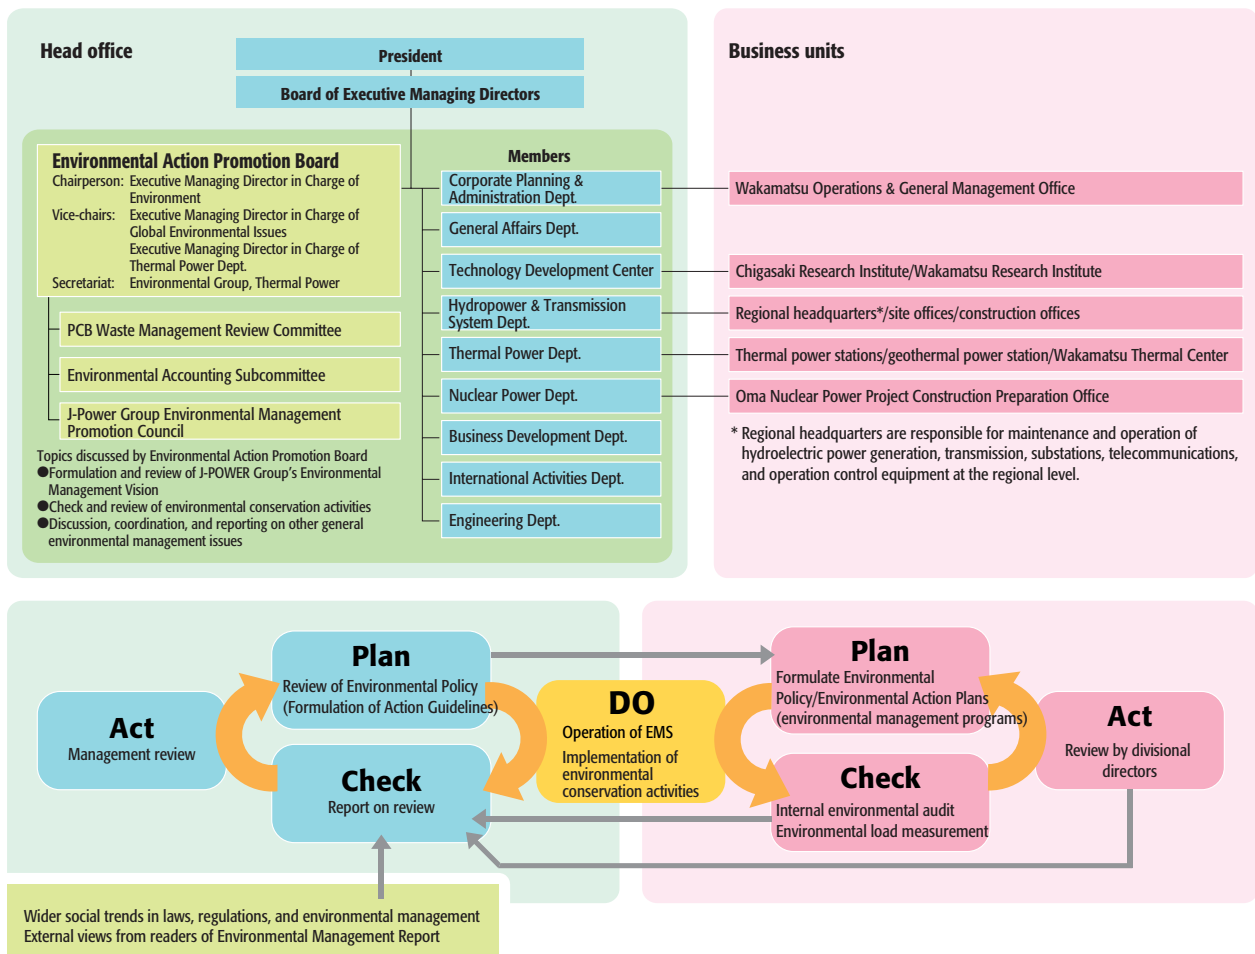 Head office
President
Board of Executive Managing Directors
Environmental Action Promotion Board
Chairperson: Executive Managing Director in Charge of
Environment
Vice-chairs: Executive Managing Director in Charge of
Global Environmental Issues
Executive Managing Director in Charge of
Thermal Power Dept.
Secretariat: Environmental Group, Thermal Power
PCB Waste Management Review Committee
Environmental Accounting Subcommittee
J-Power Group Environmental Management
Promotion Council
Topics discussed by Environmental Action Promotion Board
●Formulation and review of J-POWER Group's Environmental
Management Vision
●Check and review of environmental conservation activities
●Discussion, coordination, and reporting on other general
environmental management issues
Members
Corporate Planning &
Administration Dept.
General Affairs Dept.
Technology Development Center
Hydropower & Transmission
System Dept.
Thermal Power Dept.
Nuclear Power Dept.
Business Development Dept.
International Activities Dept.
Engineering Dept.
Business units
Wakamatsu Operations & General Management Office
Chigasaki Research Institute/Wakamatsu Research Institute
Regional headquarters*/site offices/construction offices
Thermal power stations/geothermal power station/Wakamatsu Thermal Center
Oma Nuclear Power Project Construction Preparation Office
* Regional headquarters are responsible for maintenance and operation of
hydroelectric power generation, transmission, substations, telecommunications,
and operation control equipment at the regional level.
Act
Management review
Plan
Review of Environmental Policy
(Formulation of Action Guidelines)
Check
Report on review
DO
Operation of EMS
Implementation of
environmental
conservation activities
Plan
Formulate Environmental
Policy/Environmental Action Plans
(environmental management programs)
Check
Internal environmental audit
Environmental load measurement
Act
Review by divisional
directors
Wider social trends in laws, regulations, and environmental management
External views from readers of Environmental Management Report